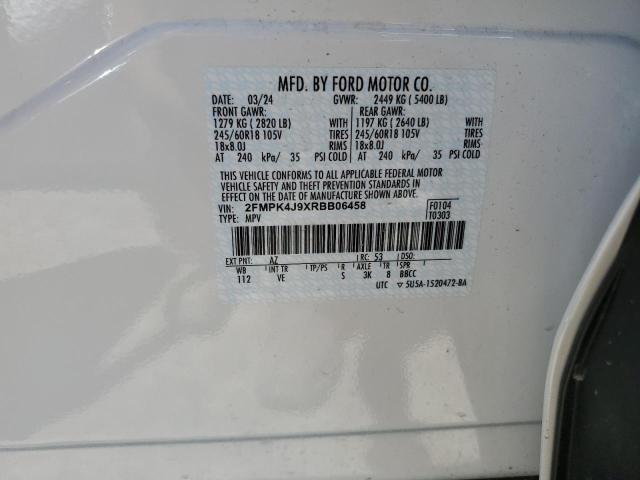 MFD. BY FORD MOTOR CO.
DATE: 03/24 GVWR: 2449 KG ( 5400 LB)
FRONT GAWR: REAR GAWR:
1279 KG ( 2820 LB) WITH 1197 KG ( 2640 LB) WITH
245/60R18 105V TIRES 245/60R18 105V TIRES
18x8.0J RIMS 18x8.0J RIMS
AT 240 kPa/ 35 PSI COLD AT 240 kPa/ 35 PSI COLD
THIS VEHICLE CONFORMS TO ALL APPLICABLE FEDERAL MOTOR
VEHICLE SAFETY AND THEFT PREVENTION STANDARDS IN
EFFECT ON THE DATE OF MANUFACTURE SHOWN ABOVE.
VIN: 2FMPK4J9XRBB06458 F0104
TYPE: MPV T0303
EXT PNT: AZ RC: 53 DSO:
WB INT TR TP/PS R AXLE TR SPR
112 VE S 3K 8 BBCC
UTC ▽ 5U5A-1520472-BA